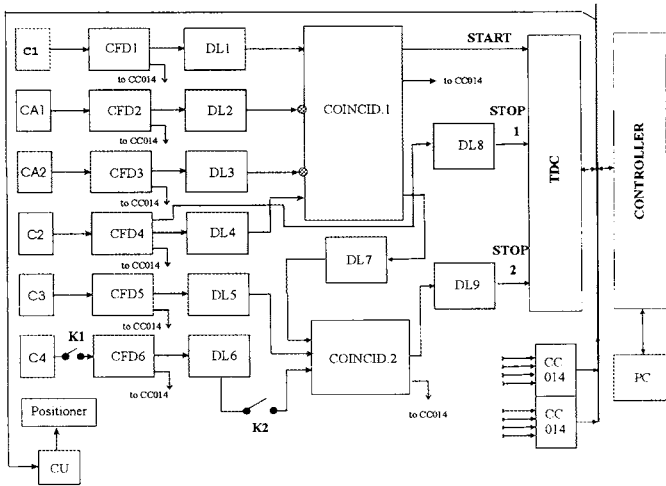 C1
CFD1
DL1
to CC014
CA1
CFD2
DL2
to CC014
CA2
CFD3
DL3
to CC014
C2
CFD4
DL4
to CC014
C3
CFD5
DL5
to CC014
C4
K1
CFD6
DL6
to CC014
K2
COINCID.1
to CC014
START
STOP
1
DL8
TDC
CONTROLLER
DL7
STOP
2
DL9
COINCID.2
to CC014
CC
014
CC
014
PC
Positioner
CU